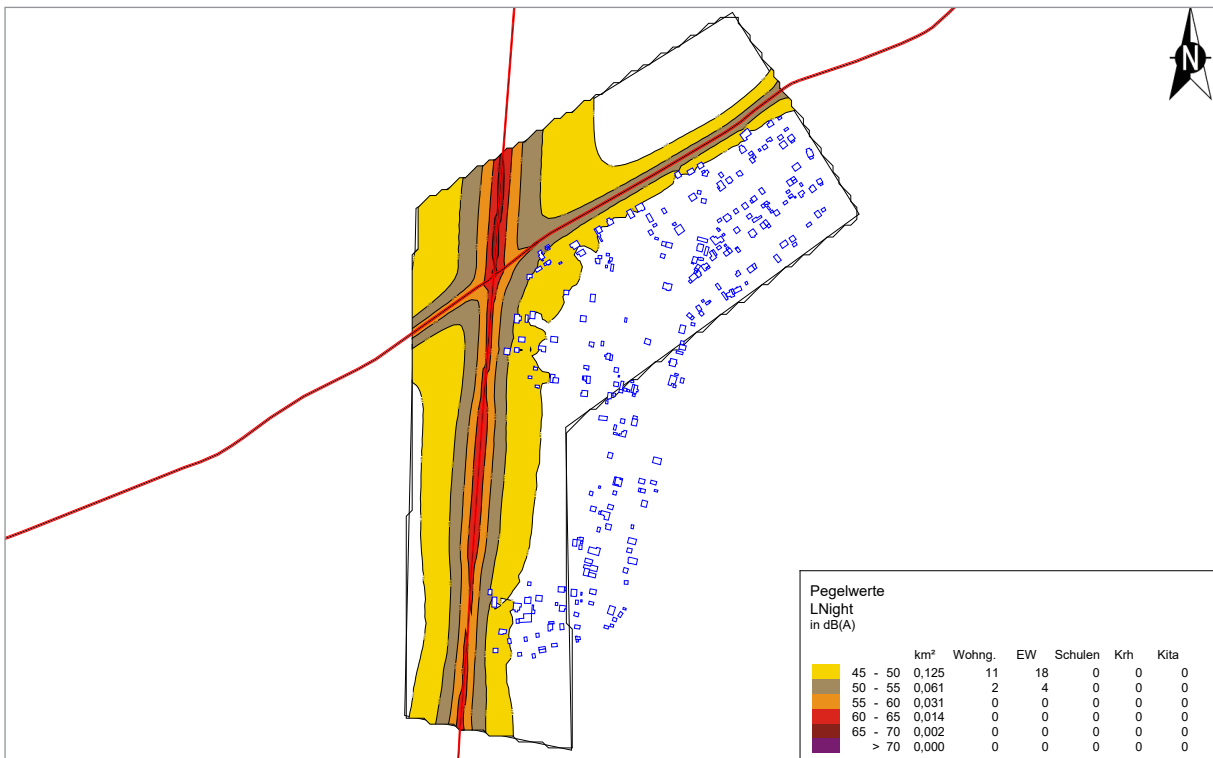 N
Pegelwerte
LNight
in dB(A)
km² Wohng. EW Schulen Krh Kita
45 - 50 0,125 11 18 0 0 0
50 - 55 0,061 2 4 0 0 0
55 - 60 0,031 0 0 0 0 0
60 - 65 0,014 0 0 0 0 0
65 - 70 0,002 0 0 0 0 0
> 70 0,000 0 0 0 0 0